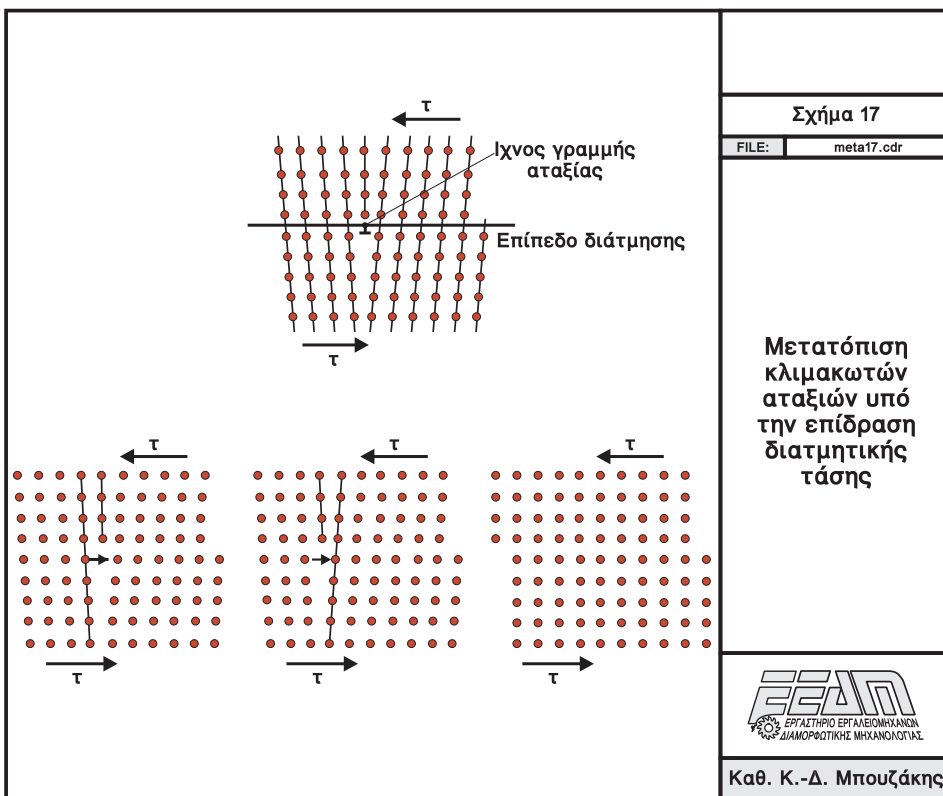 τ
Ιχνος γραμμής
αταξίας
Επίπεδο διάτμησης
τ
τ
τ
τ
τ
τ
τ
Σχήμα 17
FILE:
meta17.cdr
Μετατόπιση
κλιμακωτών
αταξιών υπό
την επίδραση
διατμητικής
τάσης
ΕΕΔΜ
ΕΡΓΑΣΤΗΡΙΟ ΕΡΓΑΛΕΙΟΜΗΧΑΝΩΝ
ΔΙΑΜΟΡΦΩΤΙΚΗΣ ΜΗΧΑΝΟΛΟΓΙΑΣ
Καθ. Κ.-Δ. Μπουζάκης